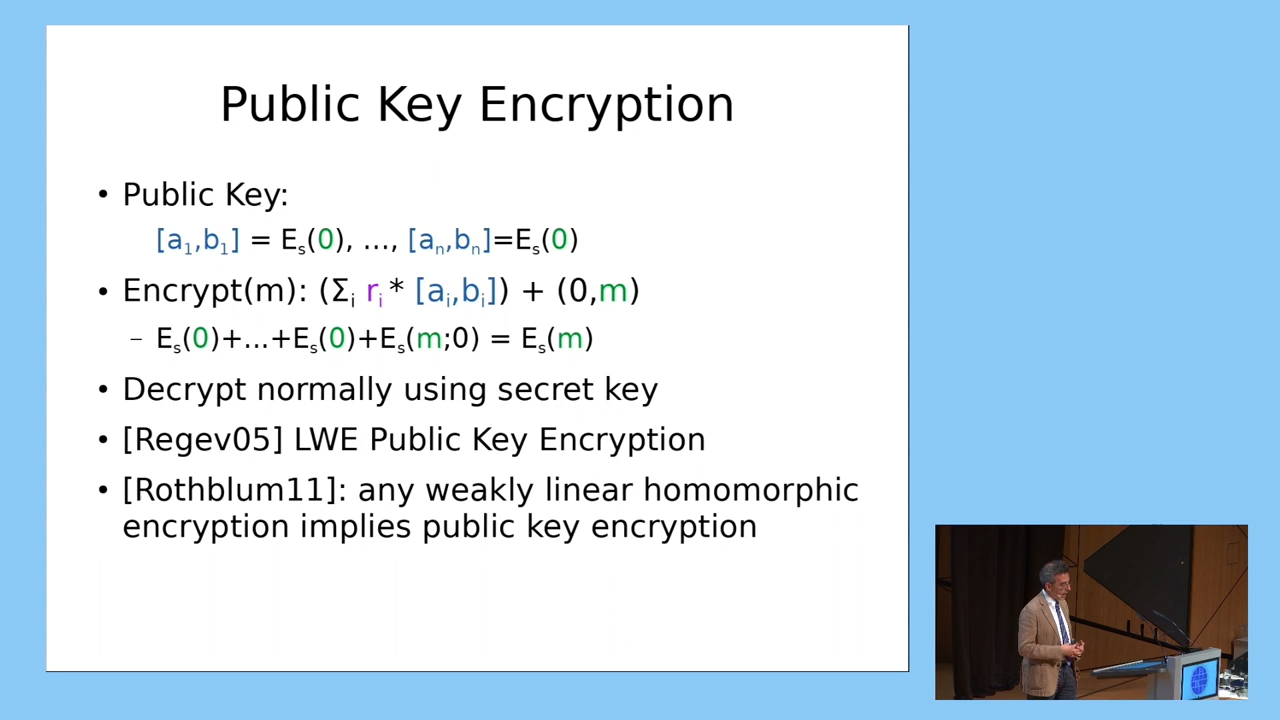 Public Key Encryption
• Public Key:
[a₁,b₁] = Eₛ(0), ..., [aₙ,bₙ]=Eₛ(0)
• Encrypt(m): (Σᵢ rᵢ * [aᵢ,bᵢ]) + (0,m)
– Eₛ(0)+...+Eₛ(0)+Eₛ(m;0) = Eₛ(m)
• Decrypt normally using secret key
• [Regev05] LWE Public Key Encryption
• [Rothblum11]: any weakly linear homomorphic
encryption implies public key encryption